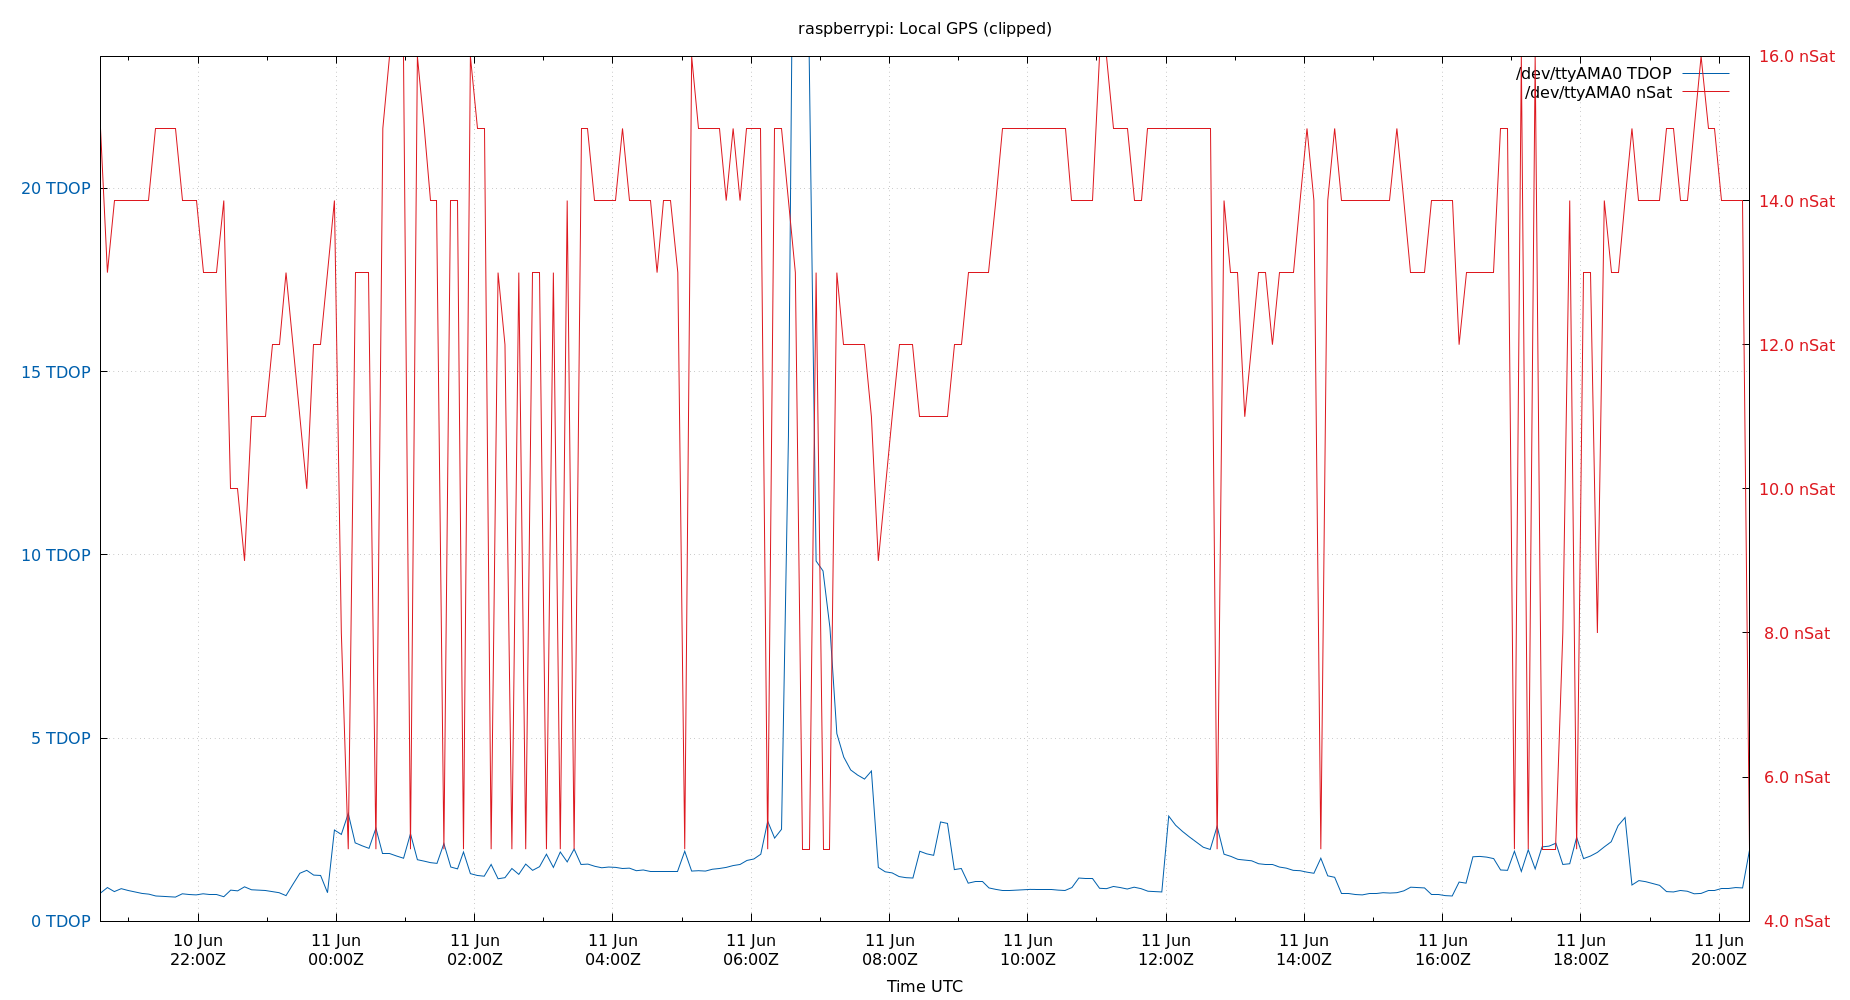 raspberrypi: Local GPS (clipped)
16.0 nSat
/dev/ttyAMA0 TDOP
/dev/ttyAMA0 nSat
20 TDOP
14.0 nSat
15 TDOP
12.0 nSat
10.0 nSat
10 TDOP
8.0 nSat
5 TDOP
6.0 nSat
0 TDOP
4.0 nSat
10 Jun 11 Jun 11 Jun 11 Jun 11 Jun 11 Jun 11 Jun 11 Jun 11 Jun 11 Jun 11 Jun 11 Jun
22:00Z 00:00Z 02:00Z 04:00Z 06:00Z 08:00Z 10:00Z 12:00Z 14:00Z 16:00Z 18:00Z 20:00Z
Time UTC